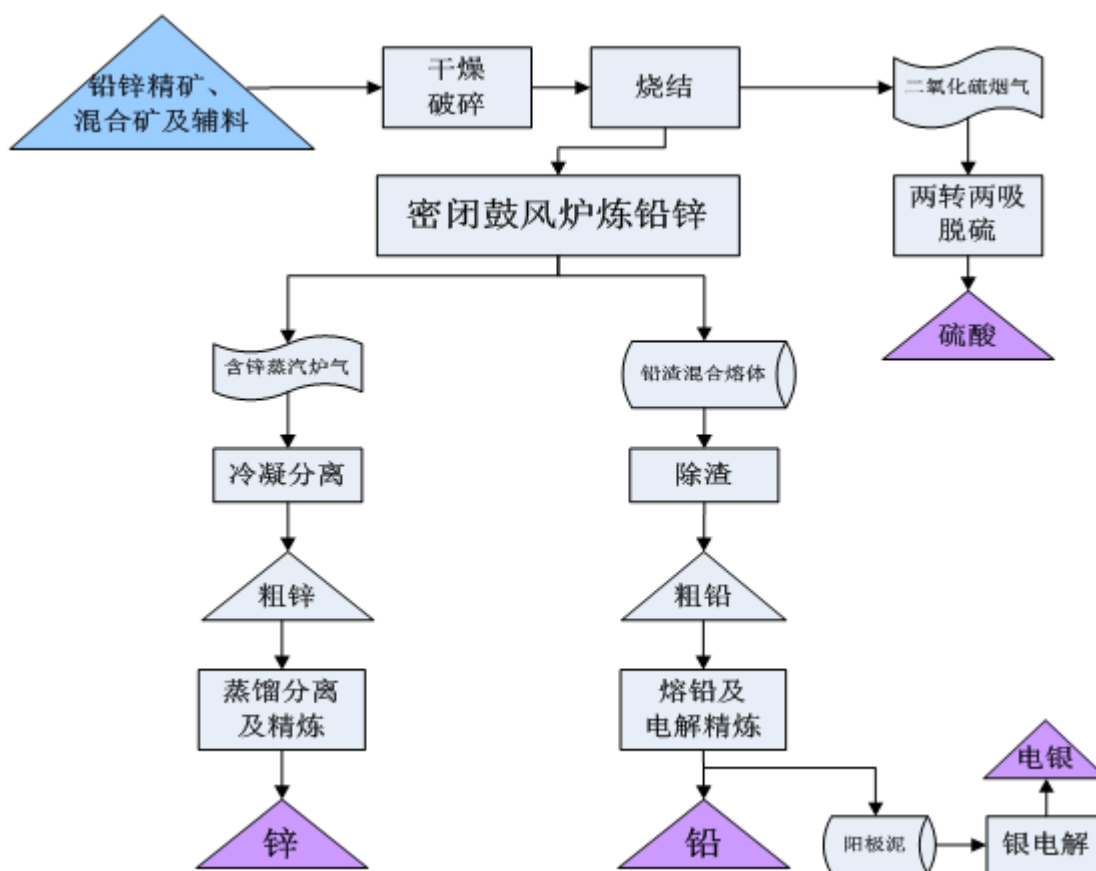 铅锌精矿、
混合矿及辅料
干燥
破碎
烧结
二氧化硫烟气
密闭鼓风炉炼铅锌
两转两吸
脱硫
硫酸
含锌蒸汽炉气
铅渣混合熔体
冷凝分离
除渣
粗锌
粗铅
蒸馏分离
及精炼
熔铅及
电解精炼
电银
锌
铅
阳极泥
银电解